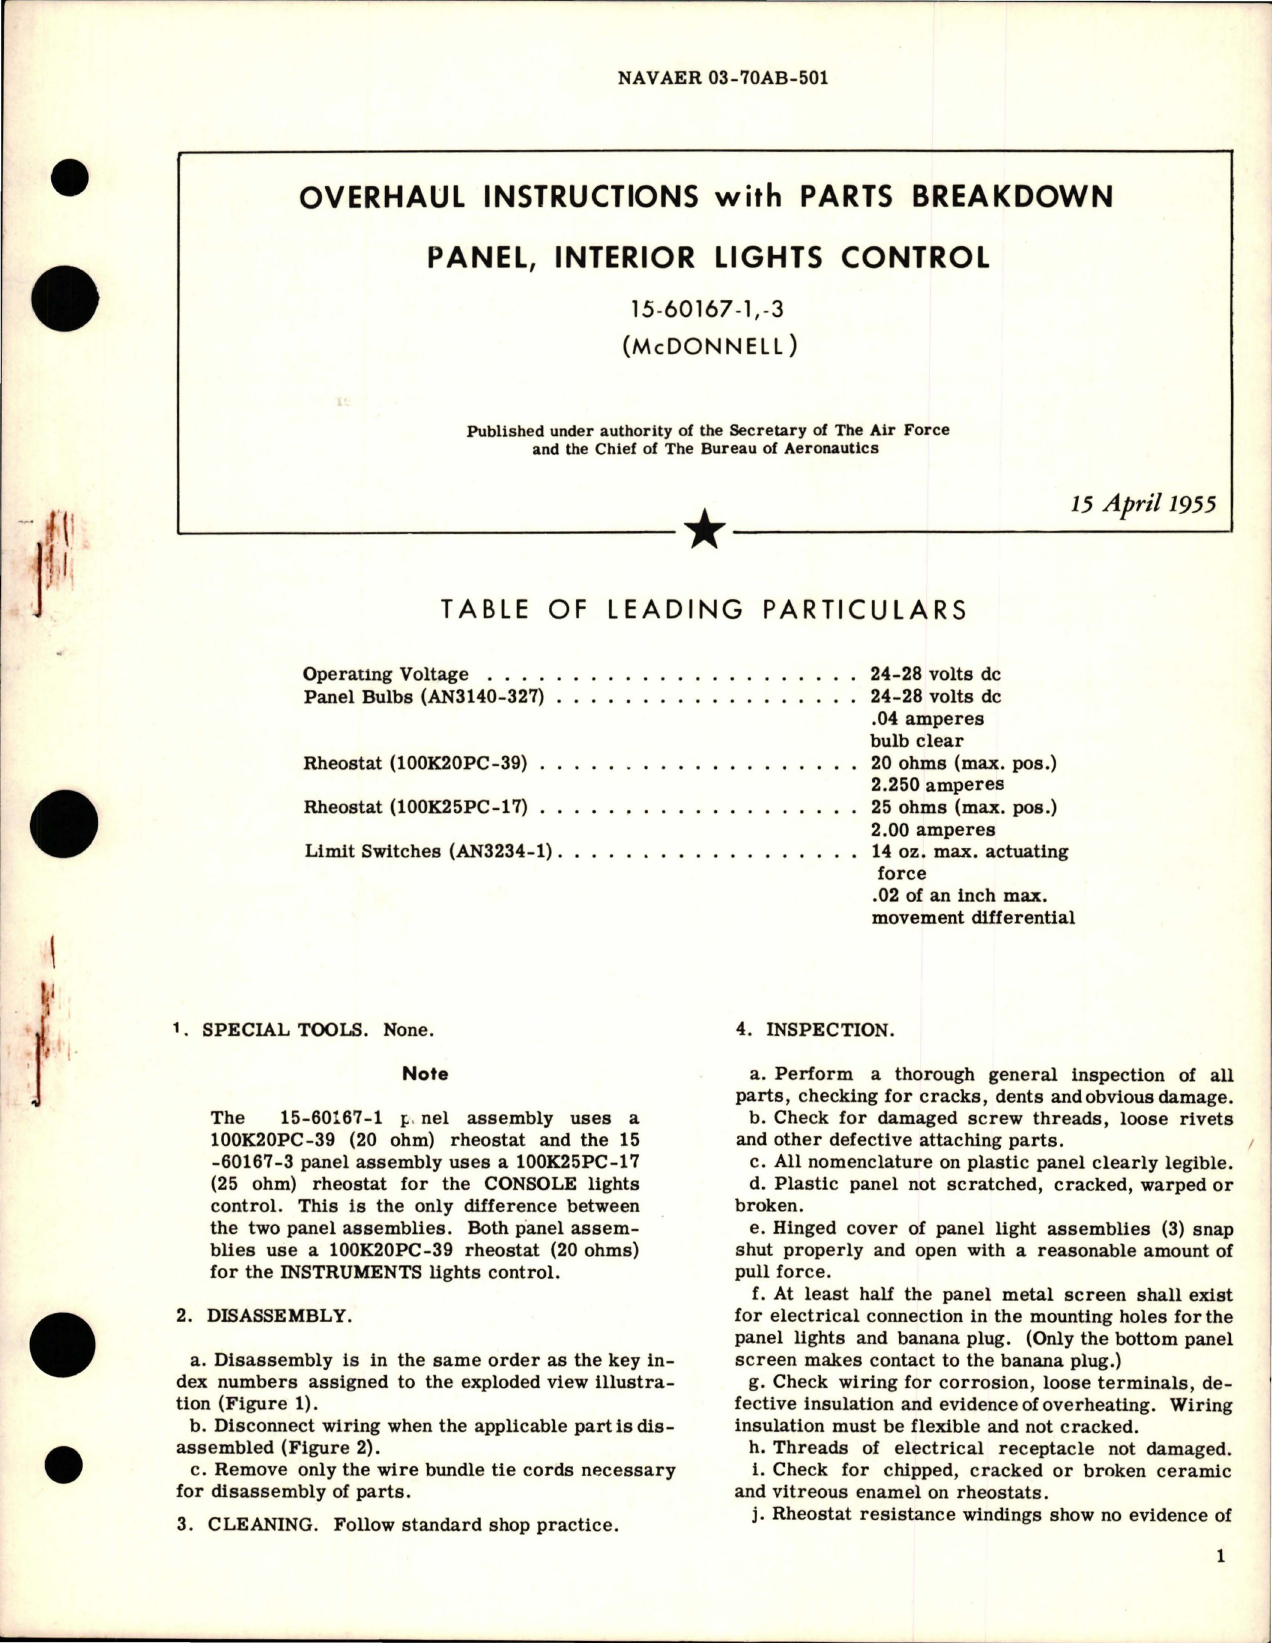 NAVAER 03-70AB-501
OVERHAUL INSTRUCTIONS with PARTS BREAKDOWN
PANEL, INTERIOR LIGHTS CONTROL
15-60167-1,-3
(McDONNELL)
Published under authority of the Secretary of The Air Force
and the Chief of The Bureau of Aeronautics
15 April 1955
TABLE OF LEADING PARTICULARS
Operating Voltage . . . . . . . . . . . . . . . . . . . . . . 24-28 volts dc
Panel Bulbs (AN3140-327) . . . . . . . . . . . . . . . . . . 24-28 volts dc
.04 amperes
bulb clear
Rheostat (100K20PC-39) . . . . . . . . . . . . . . . . . . . 20 ohms (max. pos.)
2.250 amperes
Rheostat (100K25PC-17) . . . . . . . . . . . . . . . . . . . 25 ohms (max. pos.)
2.00 amperes
Limit Switches (AN3234-1) . . . . . . . . . . . . . . . . . . 14 oz. max. actuating
force
.02 of an inch max.
movement differential
1. SPECIAL TOOLS. None.
Note
The 15-60167-1 p nel assembly uses a
100K20PC-39 (20 ohm) rheostat and the 15
-60167-3 panel assembly uses a 100K25PC-17
(25 ohm) rheostat for the CONSOLE lights
control. This is the only difference between
the two panel assemblies. Both panel assem-
blies use a 100K20PC-39 rheostat (20 ohms)
for the INSTRUMENTS lights control.
2. DISASSEMBLY.
a. Disassembly is in the same order as the key in-
dex numbers assigned to the exploded view illustra-
tion (Figure 1).
b. Disconnect wiring when the applicable part is dis-
assembled (Figure 2).
c. Remove only the wire bundle tie cords necessary
for disassembly of parts.
3. CLEANING. Follow standard shop practice.
4. INSPECTION.
a. Perform a thorough general inspection of all
parts, checking for cracks, dents and obvious damage.
b. Check for damaged screw threads, loose rivets
and other defective attaching parts.
c. All nomenclature on plastic panel clearly legible.
d. Plastic panel not scratched, cracked, warped or
broken.
e. Hinged cover of panel light assemblies (3) snap
shut properly and open with a reasonable amount of
pull force.
f. At least half the panel metal screen shall exist
for electrical connection in the mounting holes for the
panel lights and banana plug. (Only the bottom panel
screen makes contact to the banana plug.)
g. Check wiring for corrosion, loose terminals, de-
fective insulation and evidence of overheating. Wiring
insulation must be flexible and not cracked.
h. Threads of electrical receptacle not damaged.
i. Check for chipped, cracked or broken ceramic
and vitreous enamel on rheostats.
j. Rheostat resistance windings show no evidence of
1